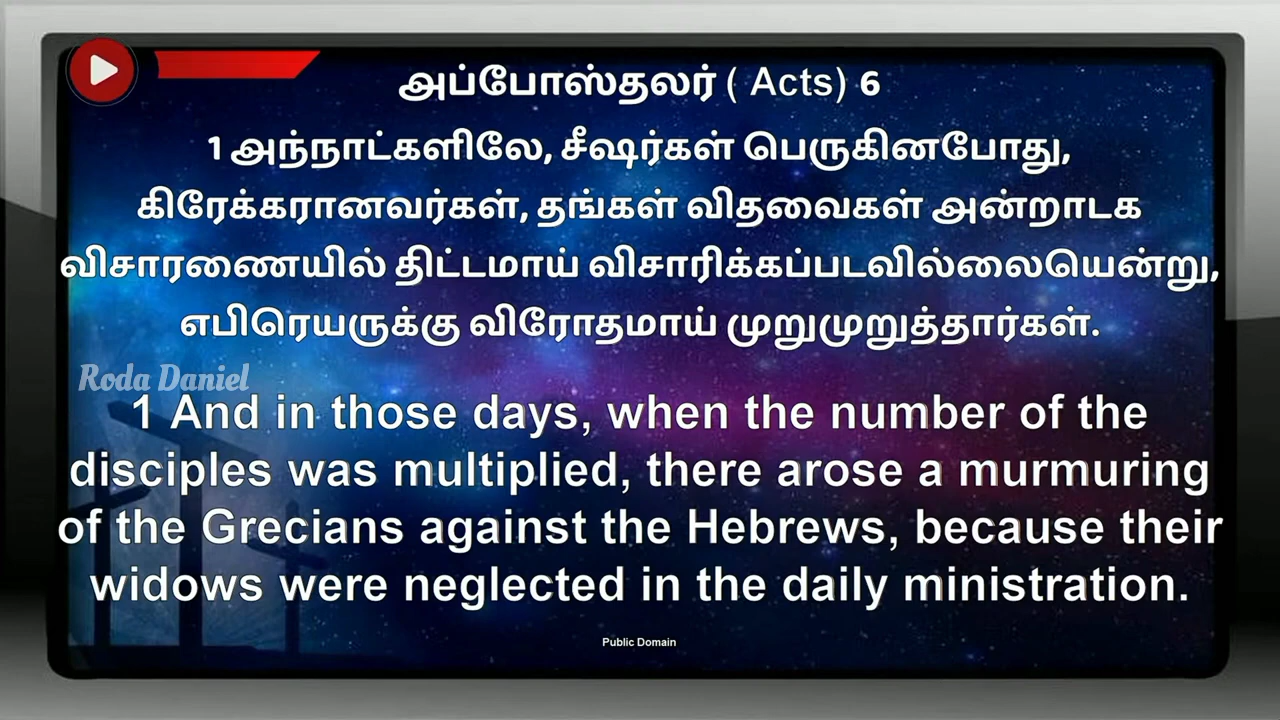 அப்போஸ்தலர் ( Acts) 6
1 அந்நாட்களிலே, சீஷர்கள் பெருகினபோது,
கிரேக்கரானவர்கள், தங்கள் விதவைகள் அன்றாடக
விசாரணையில் திட்டமாய் விசாரிக்கப்படவில்லையென்று,
எபிரெயருக்கு விரோதமாய் முறுமுறுத்தார்கள்.
Roda Daniel
1 And in those days, when the number of the
disciples was multiplied, there arose a murmuring
of the Grecians against the Hebrews, because their
widows were neglected in the daily ministration.
Public Domain